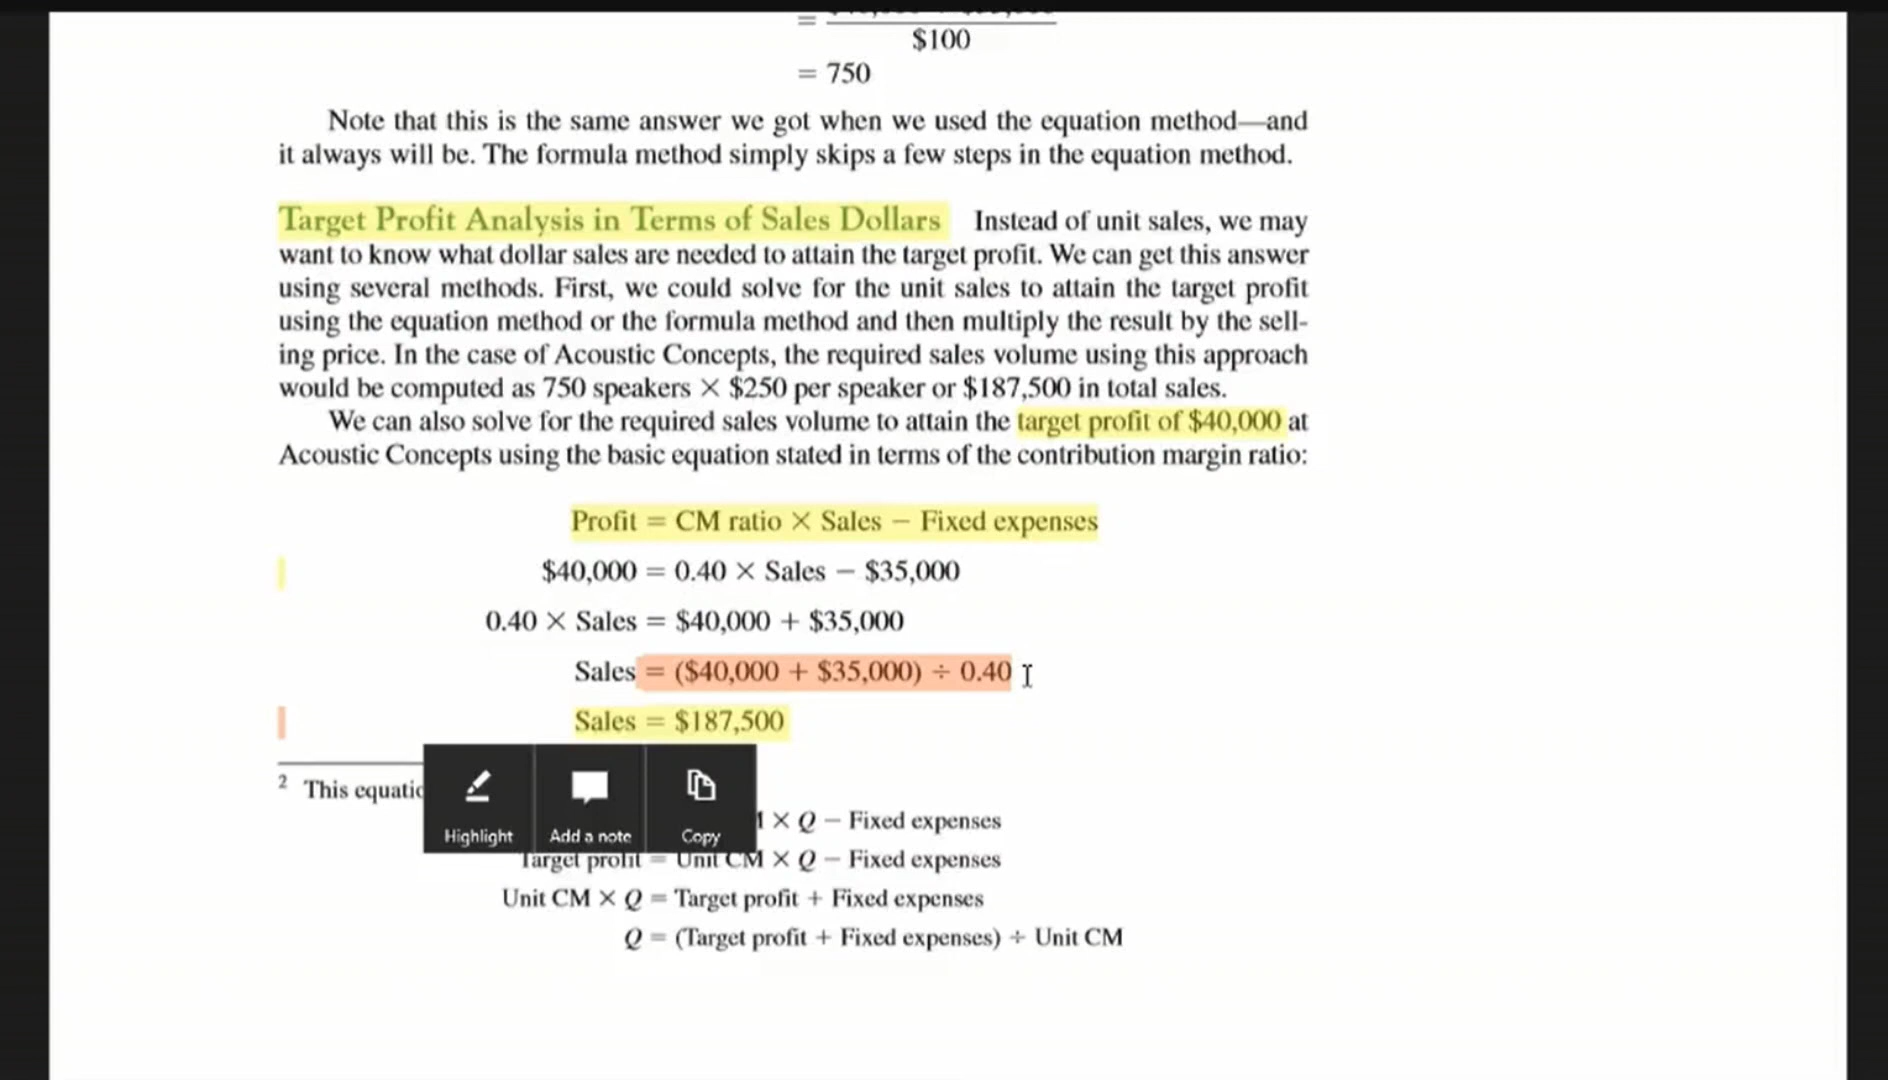 =
$100
= 750
Note that this is the same answer we got when we used the equation method—and
it always will be. The formula method simply skips a few steps in the equation method.
Target Profit Analysis in Terms of Sales Dollars Instead of unit sales, we may
want to know what dollar sales are needed to attain the target profit. We can get this answer
using several methods. First, we could solve for the unit sales to attain the target profit
using the equation method or the formula method and then multiply the result by the sell-
ing price. In the case of Acoustic Concepts, the required sales volume using this approach
would be computed as 750 speakers × $250 per speaker or $187,500 in total sales.
We can also solve for the required sales volume to attain the target profit of $40,000 at
Acoustic Concepts using the basic equation stated in terms of the contribution margin ratio:
Profit = CM ratio × Sales − Fixed expenses
$40,000 = 0.40 × Sales − $35,000
0.40 × Sales = $40,000 + $35,000
Sales = ($40,000 + $35,000) ÷ 0.40
Sales = $187,500
2 This
× Q − Fixed expenses
Highlight Add a note Copy
Target profit = Unit CM × Q − Fixed expenses
Unit CM × Q = Target profit + Fixed expenses
Q = (Target profit + Fixed expenses) ÷ Unit CM